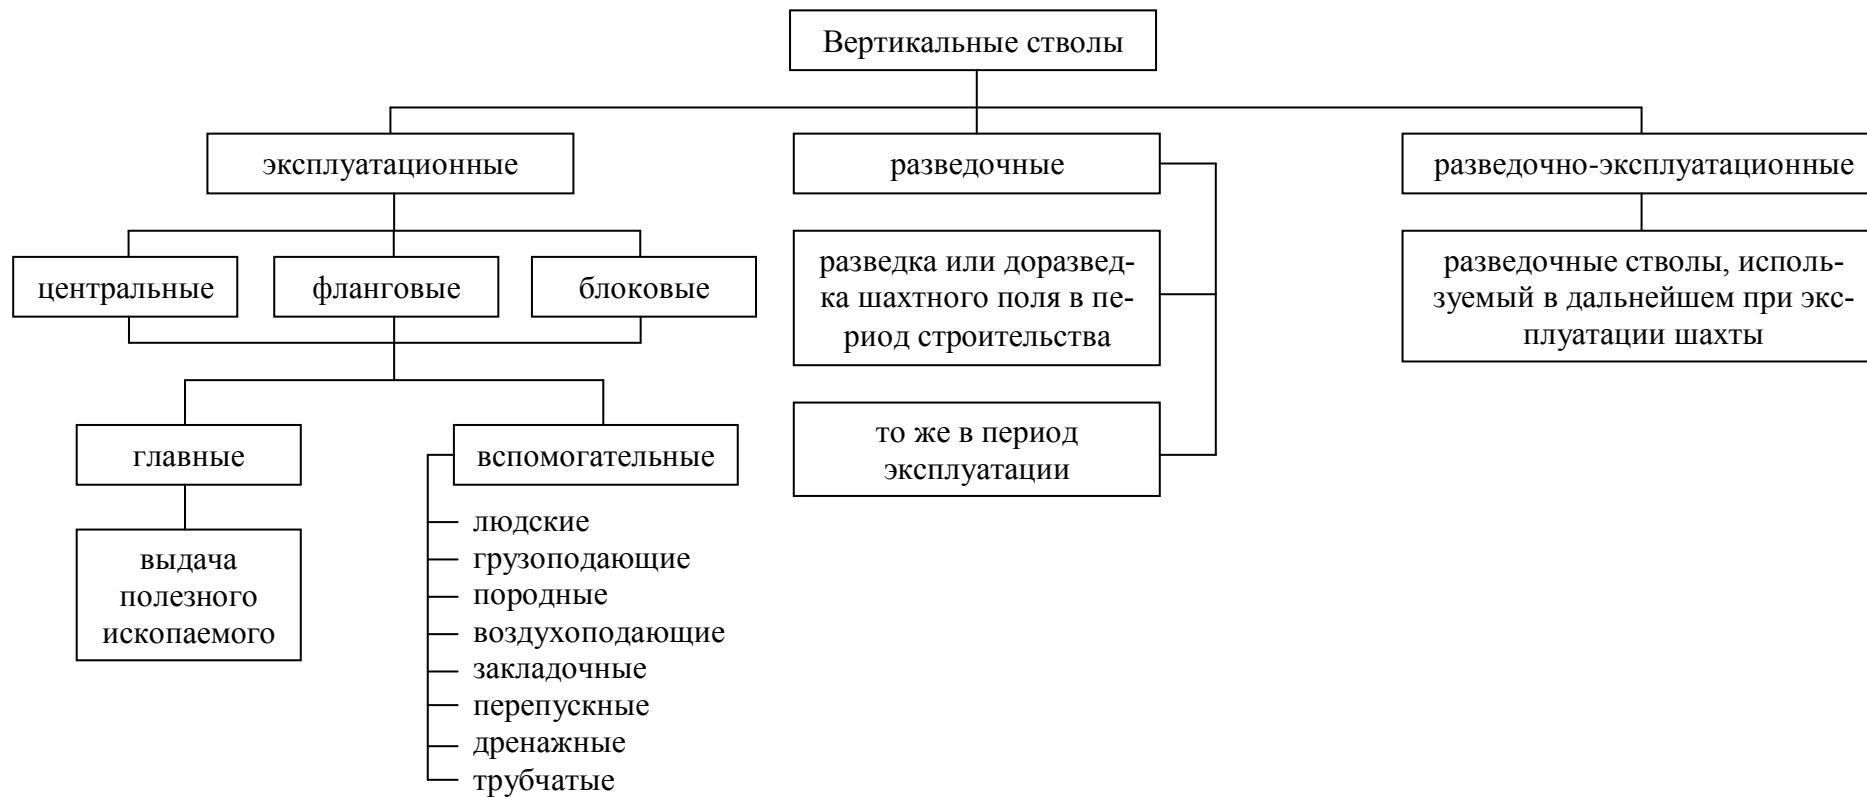 Вертикальные стволы
эксплуатационные
разведочные
разведочно-эксплуатационные
центральные
фланговые
блоковые
разведка или доразвед-
ка шахтного поля в пе-
риод строительства
разведочные стволы, исполь-
зуемый в дальнейшем при экс-
плуатации шахты
главные
вспомогательные
то же в период
эксплуатации
выдача
полезного
ископаемого
людские
грузоподающие
породные
воздухоподающие
закладочные
перепускные
дренажные
трубчатые